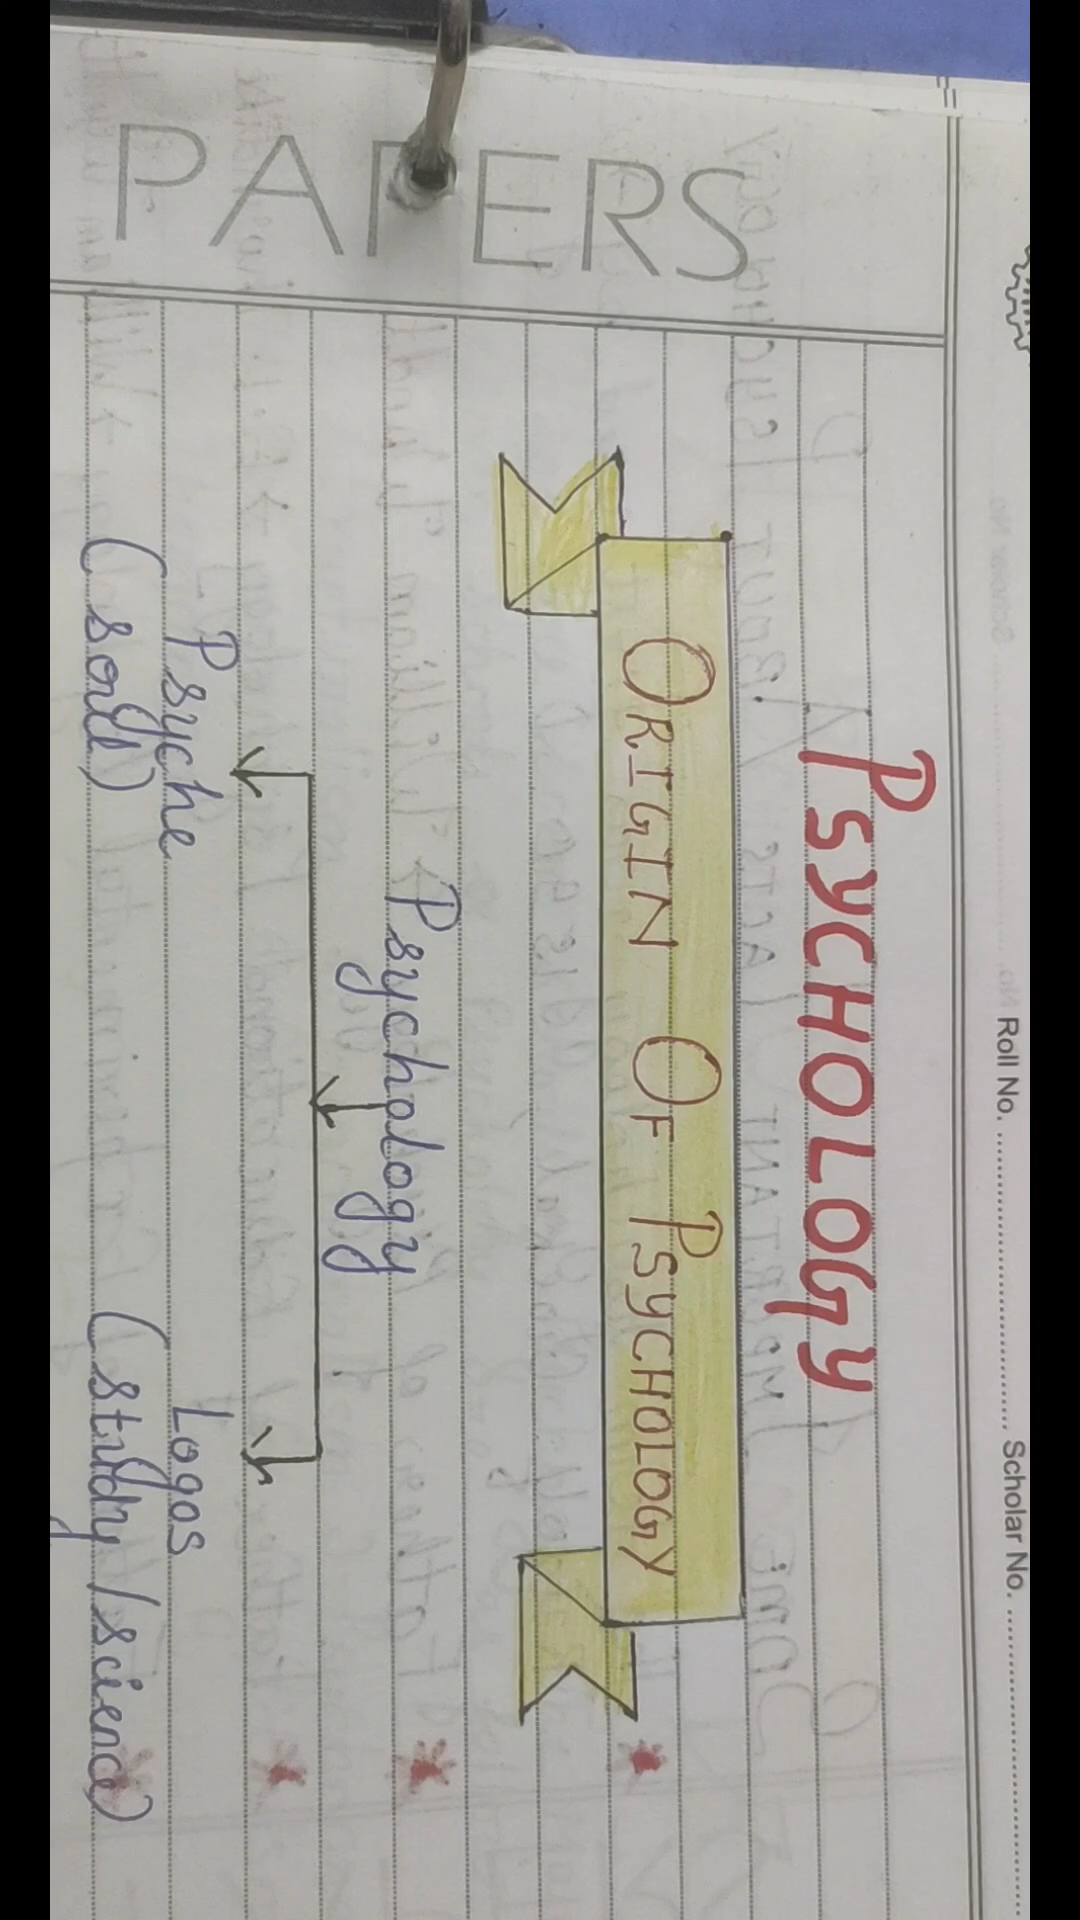 Roll No. .................... Scholar No. ....................
PAPERS
PSYCHOLOGY
ORIGIN OF PSYCHOLOGY
Psychology
Psyche Logos
(soul) (study/science)